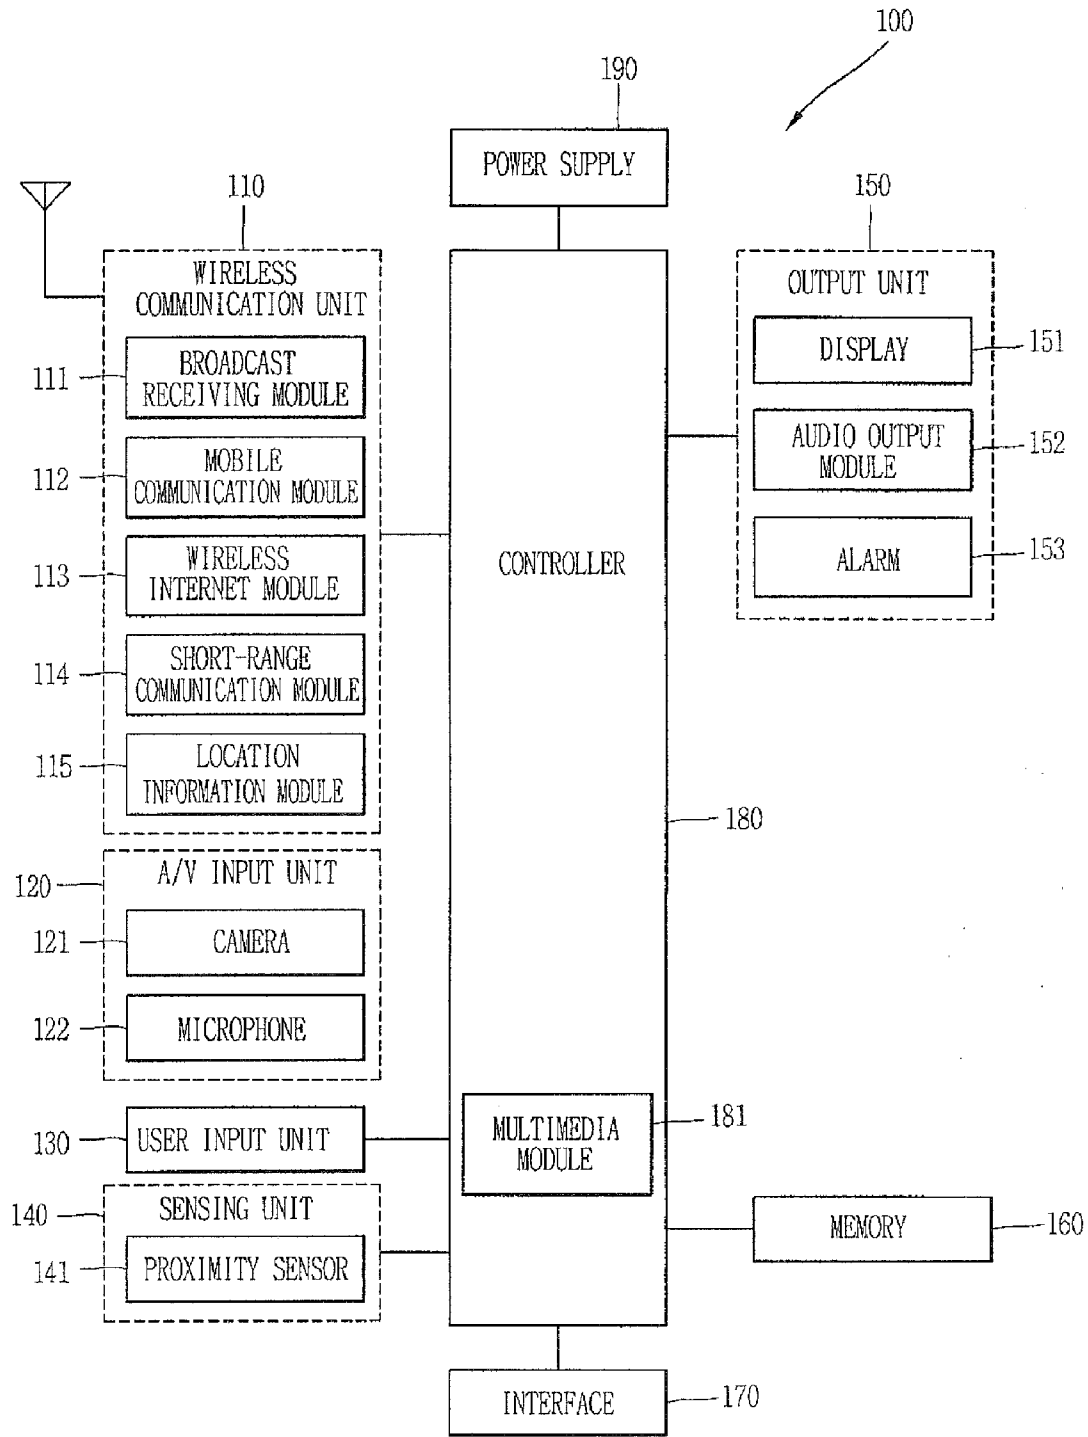 100
190
POWER SUPPLY
110
WIRELESS
COMMUNICATION UNIT
111
BROADCAST
RECEIVING MODULE
112
MOBILE
COMMUNICATION MODULE
113
WIRELESS
INTERNET MODULE
114
SHORT-RANGE
COMMUNICATION MODULE
115
LOCATION
INFORMATION MODULE
120
A/V INPUT UNIT
121
CAMERA
122
MICROPHONE
130
USER INPUT UNIT
140
SENSING UNIT
141
PROXIMITY SENSOR
CONTROLLER
180
MULTIMEDIA
MODULE
181
150
OUTPUT UNIT
DISPLAY
151
AUDIO OUTPUT
MODULE
152
ALARM
153
MEMORY
160
INTERFACE
170